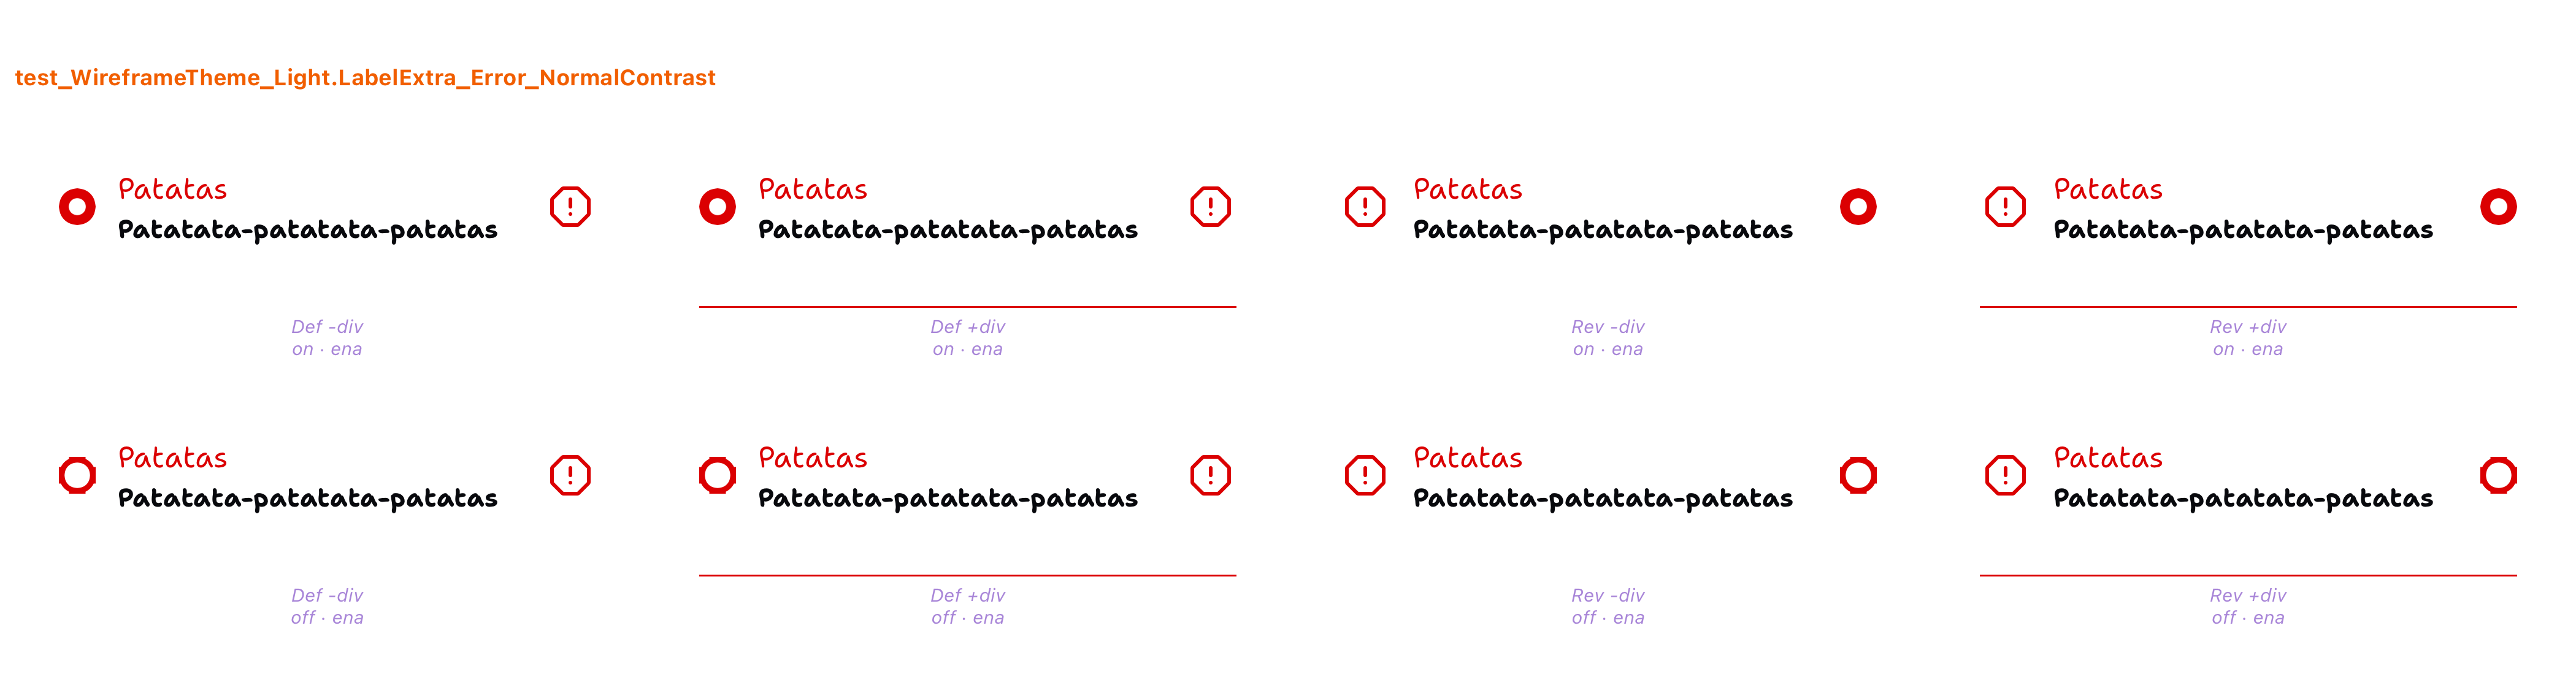 test_WireframeTheme_Light.LabelExtra_Error_NormalContrast
Patatas
Patatata-patatata-patatas
Def -div
on · ena
Patatas
Patatata-patatata-patatas
Def +div
on · ena
Patatas
Patatata-patatata-patatas
Rev -div
on · ena
Patatas
Patatata-patatata-patatas
Rev +div
on · ena
Patatas
Patatata-patatata-patatas
Def -div
off · ena
Patatas
Patatata-patatata-patatas
Def +div
off · ena
Patatas
Patatata-patatata-patatas
Rev -div
off · ena
Patatas
Patatata-patatata-patatas
Rev +div
off · ena